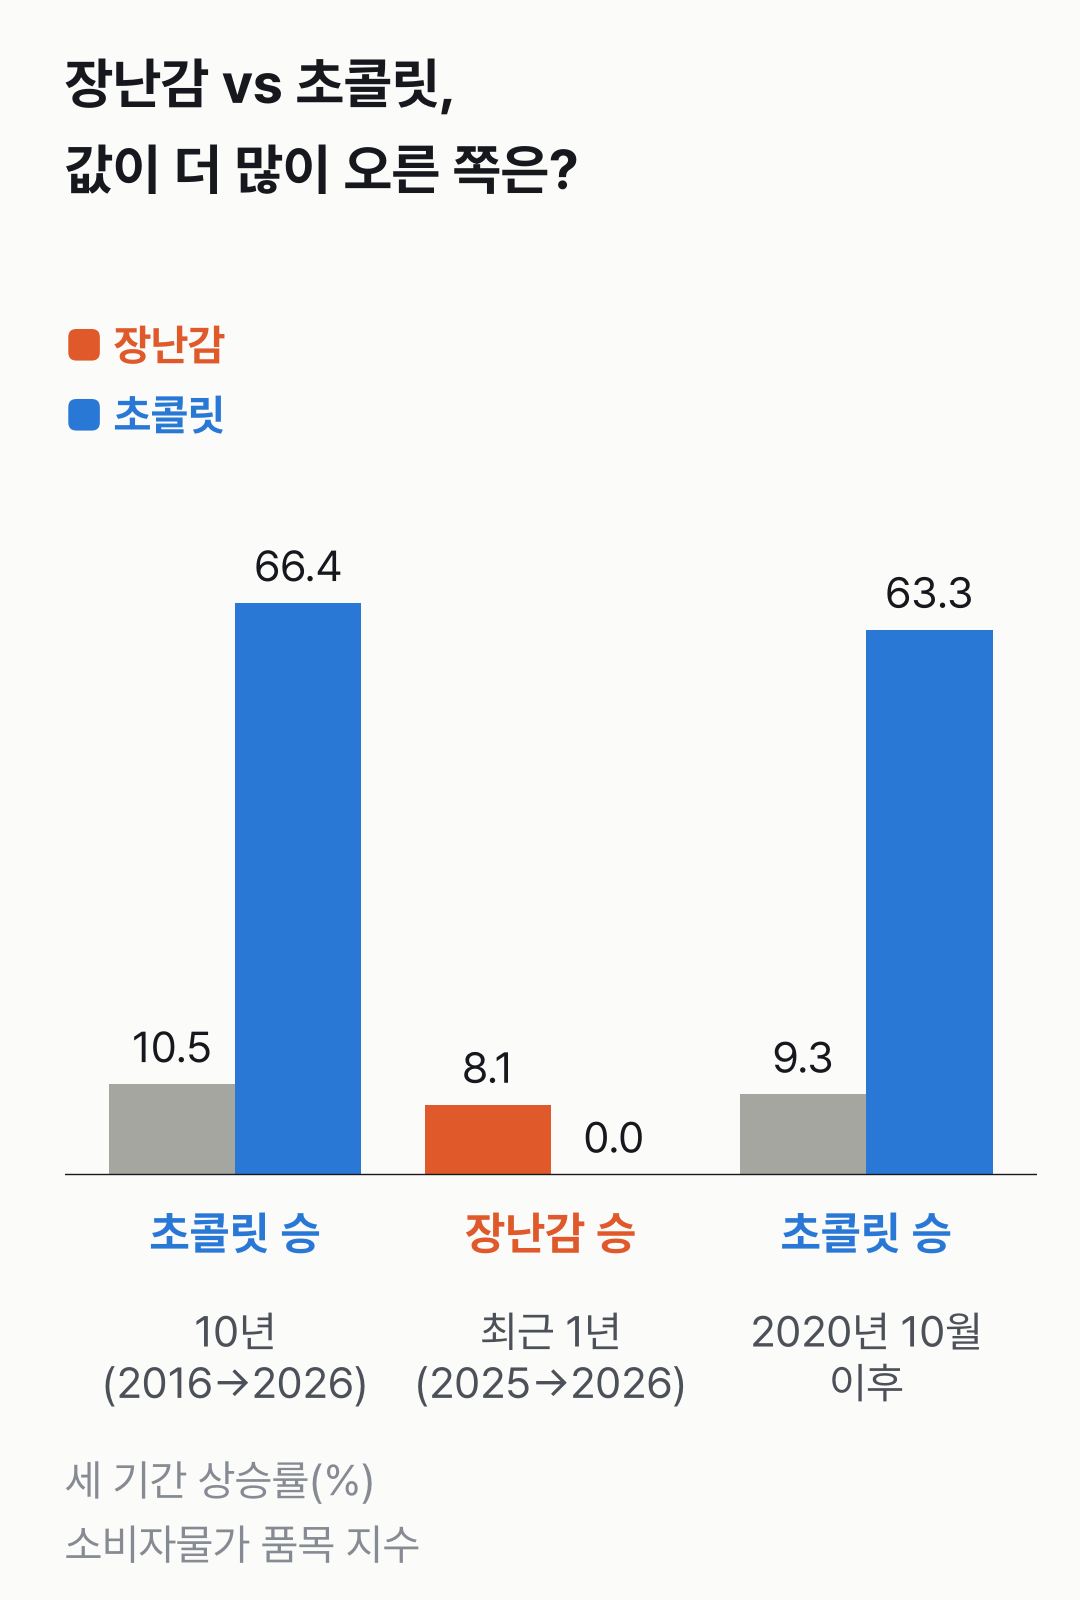 장난감 vs 초콜릿,
값이 더 많이 오른 쪽은?
장난감
초콜릿
66.4
63.3
10.5
8.1
9.3
0.0
초콜릿 승
장난감 승
초콜릿 승
10년
(2016→2026)
최근 1년
(2025→2026)
2020년 10월
이후
세 기간 상승률(%)
소비자물가 품목 지수